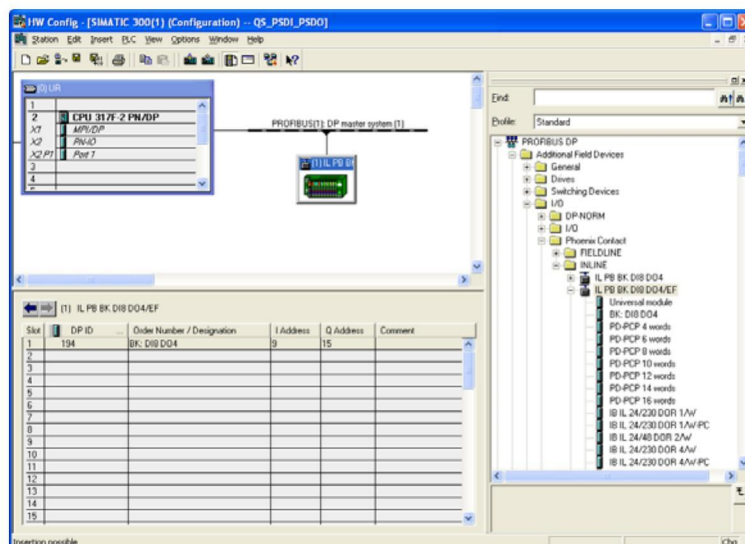 HW Config - [SIMATIC 300(1) (Configuration) -- QS_PSDI_PSDO]
Station Edit Insert PLC View Options Window Help
(0) UR
1
2 CPU 317F-2 PN/DP
X1 MPI/DP
X2 PN-IO
X2 P1 Port 1
3
4
PROFIBUS(1): DP master system (1)
(1) IL PB BK
Find:
Profile: Standard
PROFIBUS DP
Additional Field Devices
General
Drives
Switching Devices
I/O
DP-NORM
I/O
Phoenix Contact
FIELDLINE
INLINE
IL PB BK DI8 DO4
IL PB BK DI8 DO4/EF
Universal module
BK: DI8 DO4
PD-PCP 4 words
PD-PCP 6 words
PD-PCP 8 words
PD-PCP 10 words
PD-PCP 12 words
PD-PCP 14 words
PD-PCP 16 words
IB IL 24/230 DOR 1/W
IB IL 24/230 DOR 1/W-PC
IB IL 24/48 DOR 2/W
IB IL 24/230 DOR 4/W
IB IL 24/230 DOR 4/W-PC
(1) IL PB BK DI8 DO4/EF
Slot DP ID ... Order Number / Designation I Address Q Address Comment
1 194 BK: DI8 DO4 9 15
2
3
4
5
6
7
8
9
10
11
12
13
14
15
Insertion possible
Chg